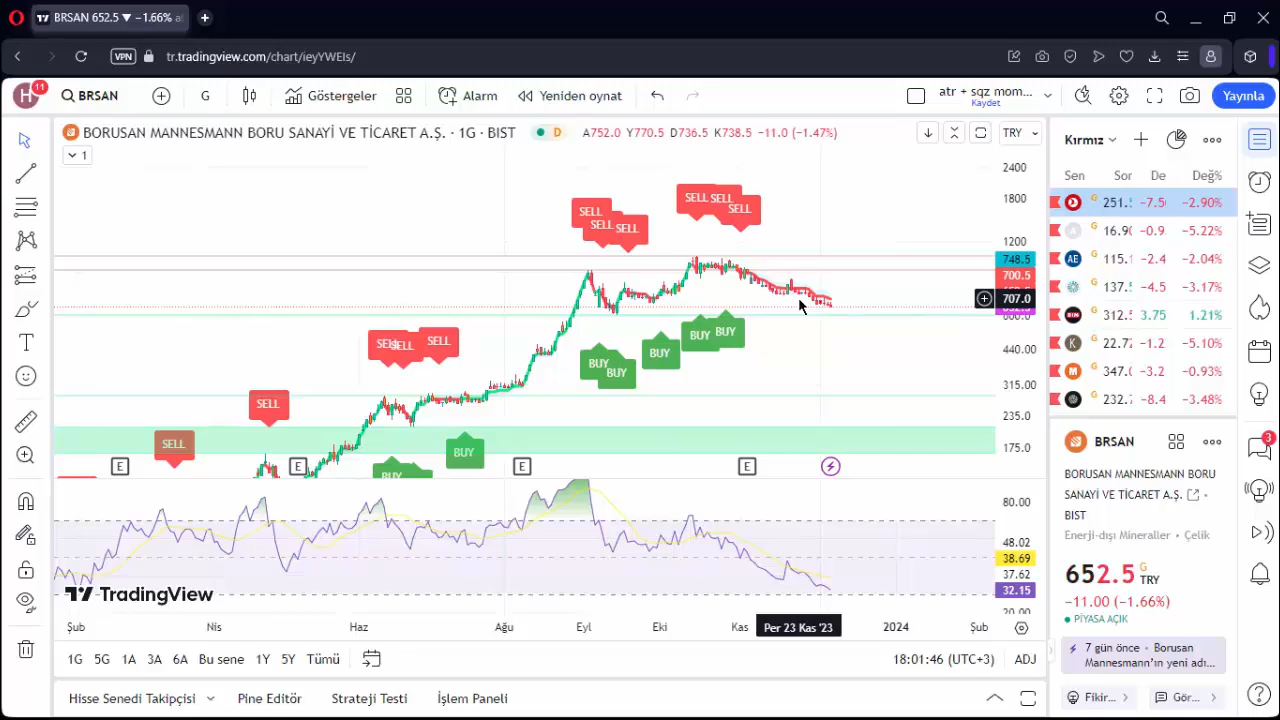 BRSAN 652.5 ▼ −1.66%
VPN
tr.tradingview.com/chart/ieyYWEIs/
H 11
BRSAN
G
Göstergeler
Alarm
Yeniden oynat
atr + sqz mom...
Kaydet
Yayınla
BORUSAN MANNESMANN BORU SANAYİ VE TİCARET A.Ş. · 1G · BIST
D
A752.0 Y770.5 D736.5 K738.5 −11.0 (−1.47%)
TRY
1
2400
1800
1200
748.5
700.5
707.0
600.0
440.00
315.00
235.0
175.0
SELL
SELL
SELL
SELL
SELL
SELL
SELL
SELL
SELL
SELL
SELL
BUY
BUY
BUY
BUY
BUY
BUY
BUY
E
E
E
E
80.00
48.02
38.69
37.62
32.15
20.00
TradingView
Şub
Nis
Haz
Ağu
Eyl
Eki
Kas
Per 23 Kas '23
2024
Şub
1G 5G 1A 3A 6A Bu sene 1Y 5Y Tümü
18:01:46 (UTC+3)
ADJ
Hisse Senedi Takipçisi
Pine Editör
Strateji Testi
İşlem Paneli
Kırmız
Sen Sor De Değ%
G 251. −7.5 −2.90%
G 16.90 −0.9 −5.22%
AE G 115. −2.4 −2.04%
G 137. −4.5 −3.17%
BIM G 312. 3.75 1.21%
K G 22.72 −1.2 −5.10%
G 347. −3.2 −0.93%
G 232. −8.4 −3.48%
BRSAN
BORUSAN MANNESMANN BORU
SANAYİ VE TİCARET A.Ş. ·
BIST
Enerji-dışı Mineraller · Çelik
652.5 G TRY
−11.00 (−1.66%)
PİYASA AÇIK
7 gün önce · Borusan
Mannesmann'ın yeni adı...
Fikir...
Gör...
3